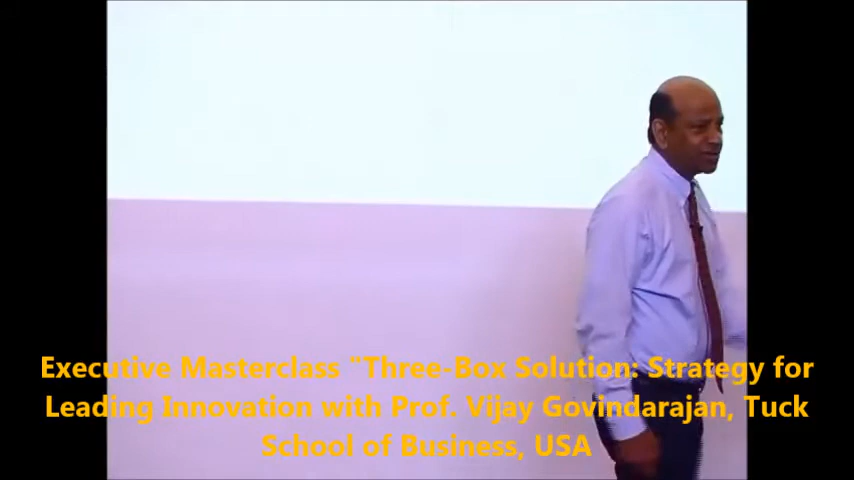 Executive Masterclass "Three-Box Solution: Strategy for
Leading Innovation with Prof. Vijay Govindarajan, Tuck
School of Business, USA